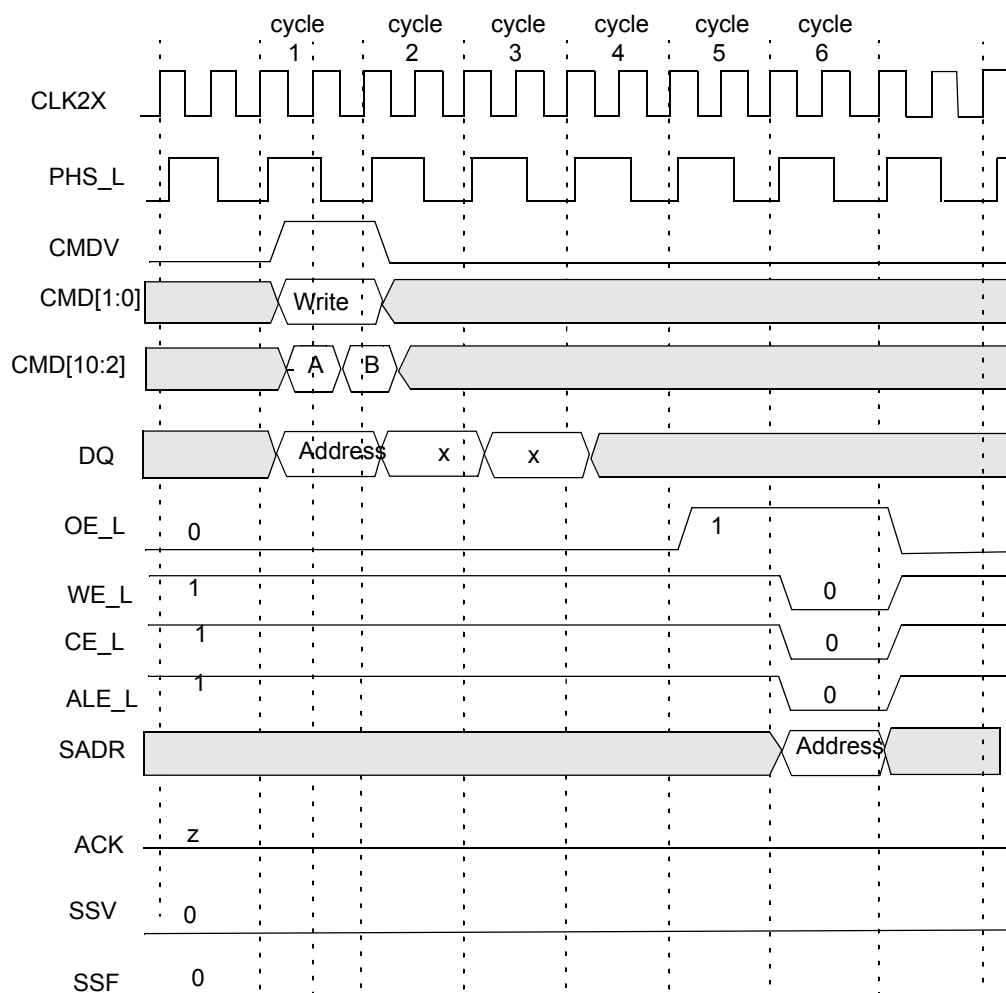 cycle cycle cycle cycle cycle cycle
1 2 3 4 5 6
CLK2X
PHS_L
CMDV
CMD[1:0] Write
CMD[10:2] A B
DQ Address x x
OE_L 0 1
WE_L 1 0
CE_L 1 0
ALE_L 1 0
SADR Address
ACK z
SSV 0
SSF 0